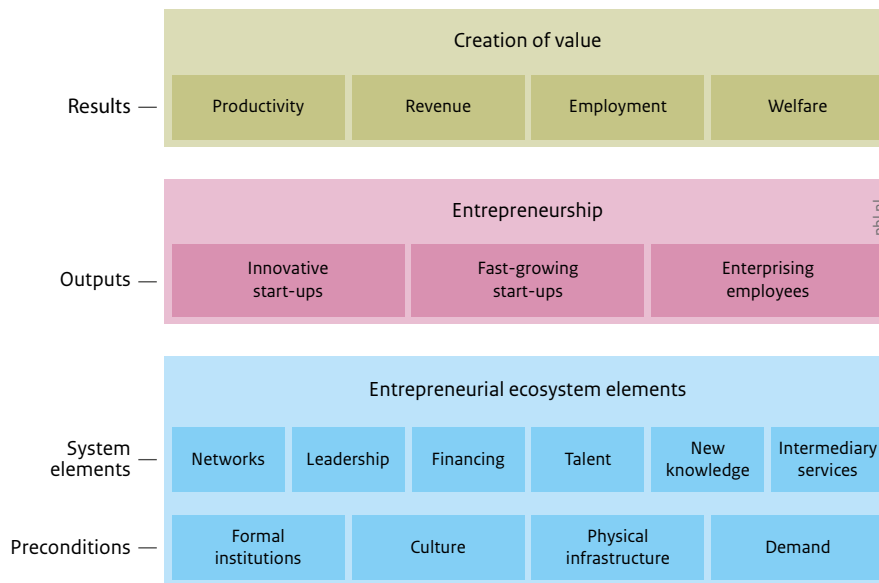 Creation of value
Results
Productivity
Revenue
Employment
Welfare
Entrepreneurship
Outputs
Innovative
start-ups
Fast-growing
start-ups
Enterprising
employees
Entrepreneurial ecosystem elements
System
elements
Networks
Leadership
Financing
Talent
New
knowledge
Intermediary
services
Preconditions
Formal
institutions
Culture
Physical
infrastructure
Demand